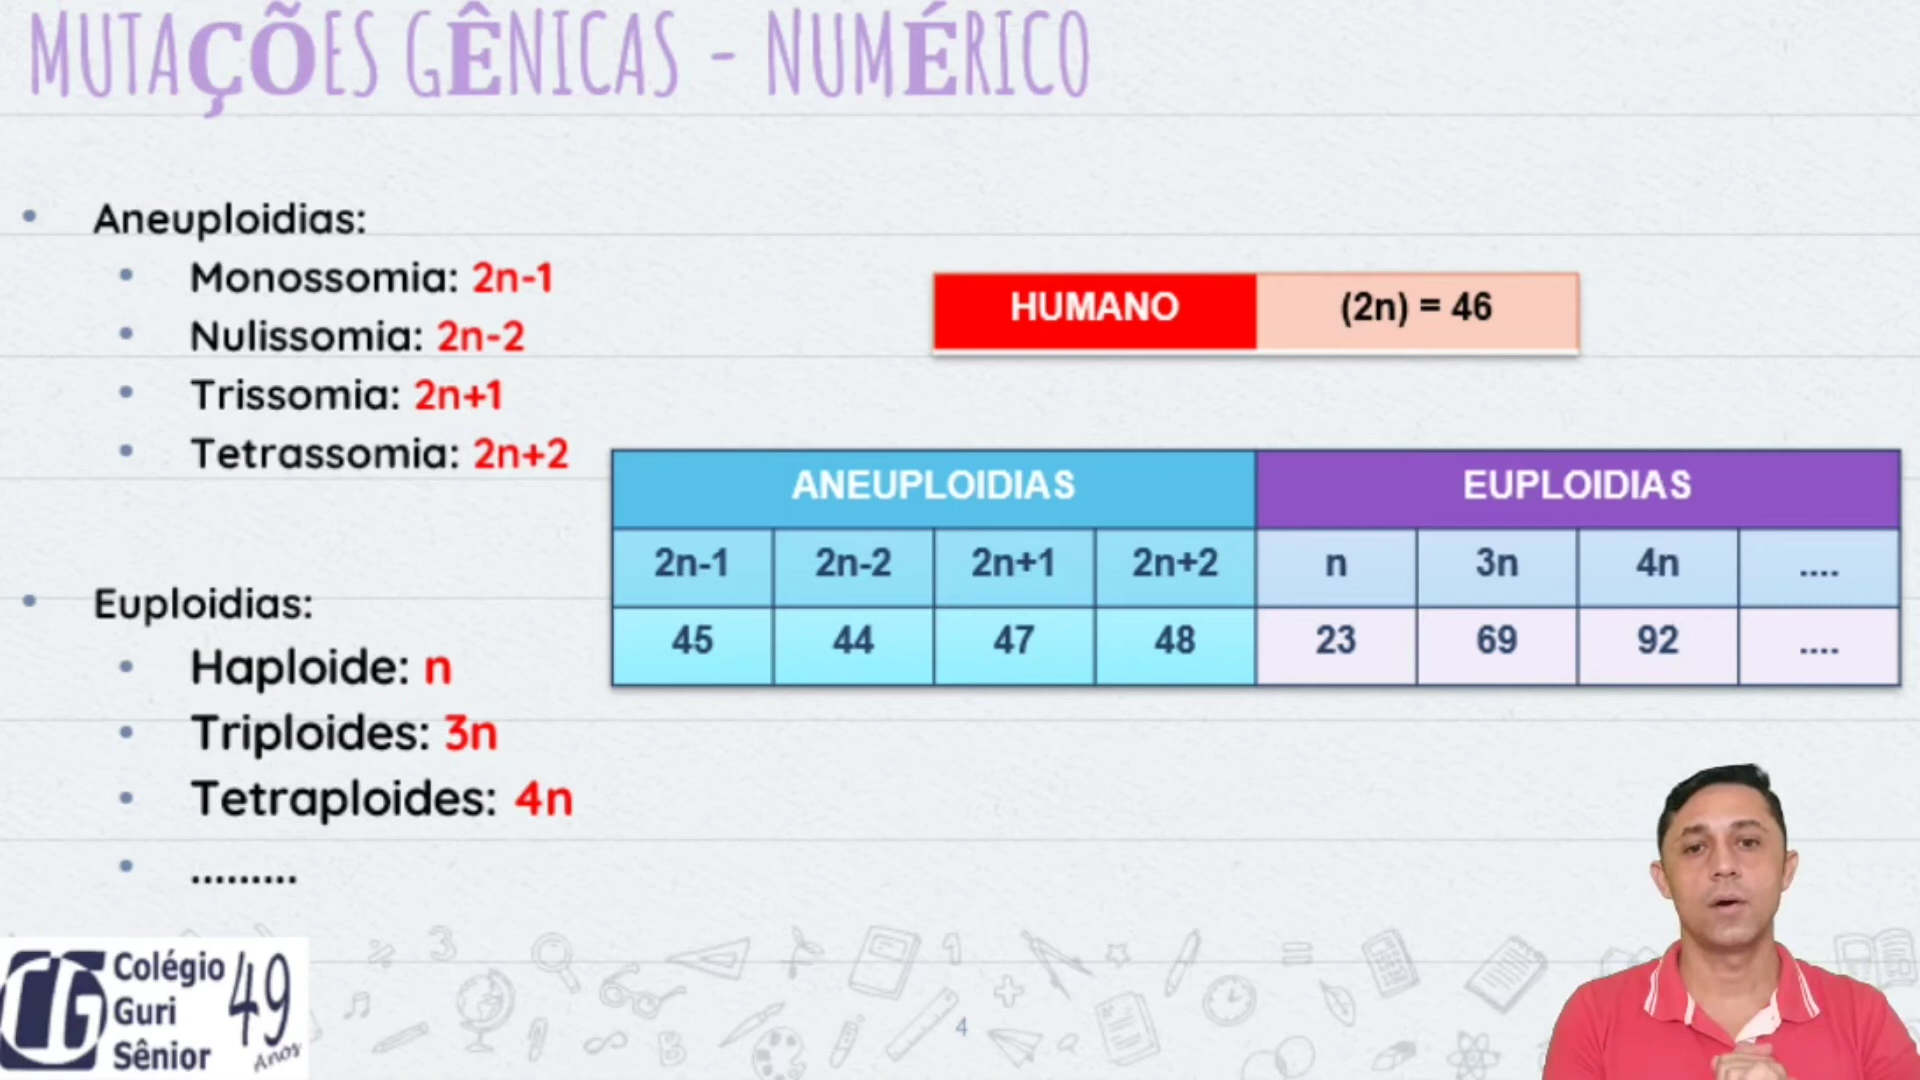 MUTAÇÕES GÊNICAS - NUMÉRICO
Aneuploidias:
Monossomia: 2n-1
Nulissomia: 2n-2
Trissomia: 2n+1
Tetrassomia: 2n+2
Euploidias:
Haploide: n
Triploides: 3n
Tetraploides: 4n
.........
HUMANO (2n) = 46
ANEUPLOIDIAS EUPLOIDIAS
2n-1 2n-2 2n+1 2n+2 n 3n 4n ....
45 44 47 48 23 69 92 ....
CG
Colégio
Guri
Sênior
49
Anos
4